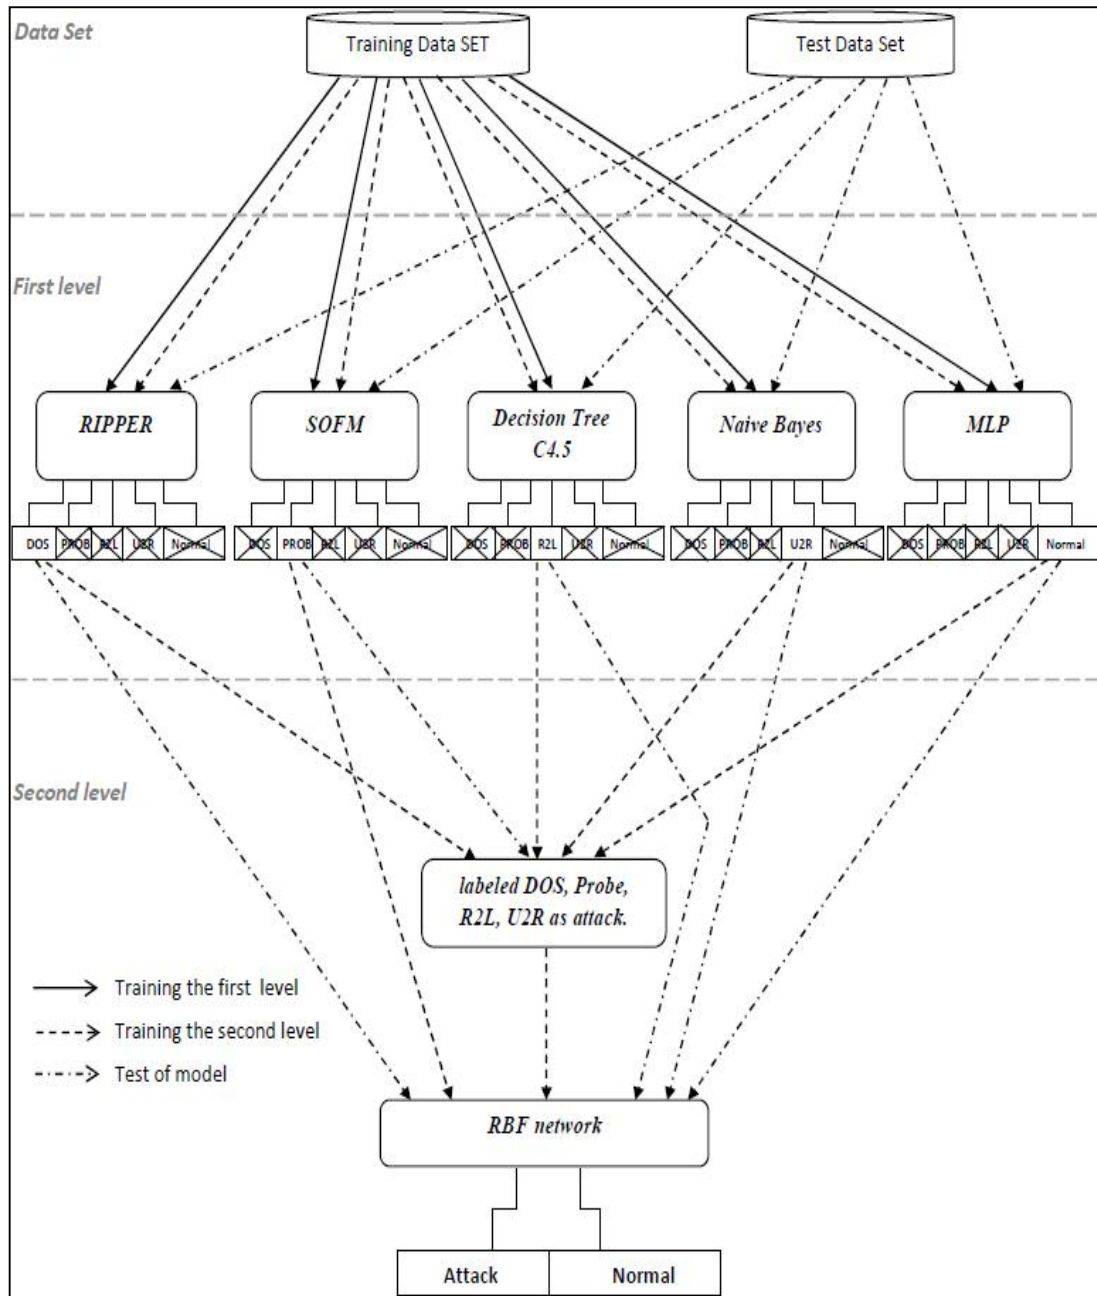 Data Set
Training Data SET
Test Data Set
First level
RIPPER
SOFM
Decision Tree
C4.5
Naive Bayes
MLP
DOS PROB R2L U2R Normal
DOS PROB R2L U2R Normal
DOS PROB R2L U2R Normal
DOS PROB R2L U2R Normal
DOS PROB R2L U2R Normal
Second level
labeled DOS, Probe,
R2L, U2R as attack.
Training the first level
Training the second level
Test of model
RBF network
Attack
Normal